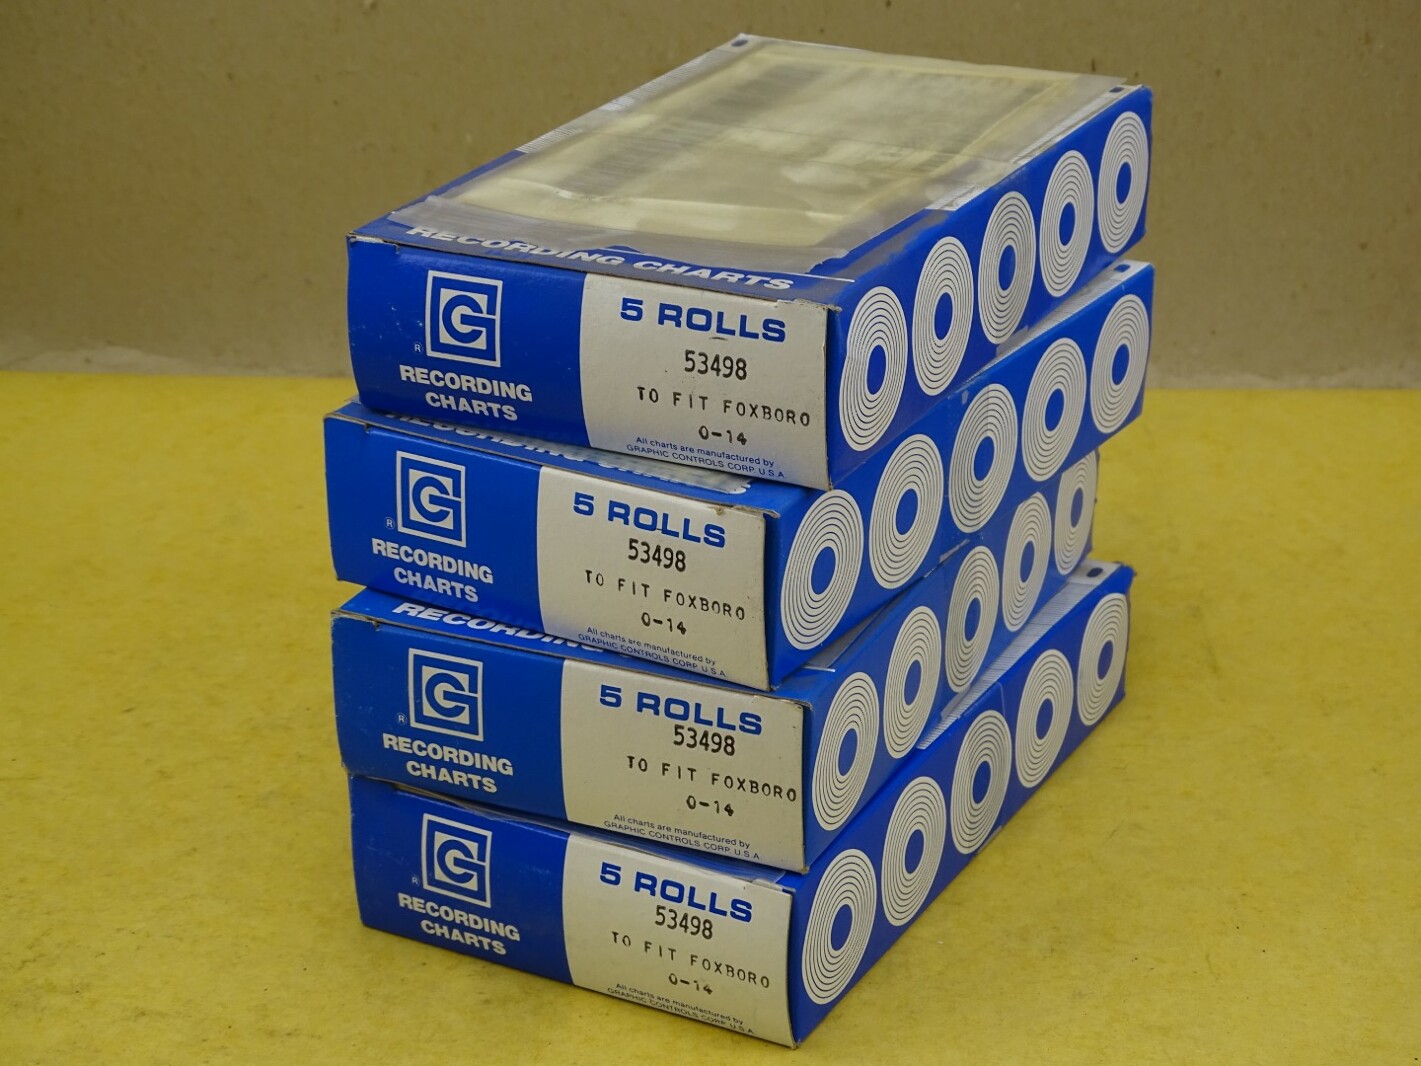 RECORDING CHARTS
GC
®
RECORDING
CHARTS
5 ROLLS
53498
TO FIT FOXBORO
0-14
All charts are manufactured by
GRAPHIC CONTROLS CORP. U.S.A.
RECORDING CHARTS
GC
®
RECORDING
CHARTS
5 ROLLS
53498
TO FIT FOXBORO
0-14
All charts are manufactured by
GRAPHIC CONTROLS CORP. U.S.A.
RECORDING
GC
®
RECORDING
CHARTS
5 ROLLS
53498
TO FIT FOXBORO
0-14
All charts are manufactured by
GRAPHIC CONTROLS CORP. U.S.A.
GC
®
RECORDING
CHARTS
5 ROLLS
53498
TO FIT FOXBORO
0-14
All charts are manufactured by
GRAPHIC CONTROLS CORP. U.S.A.